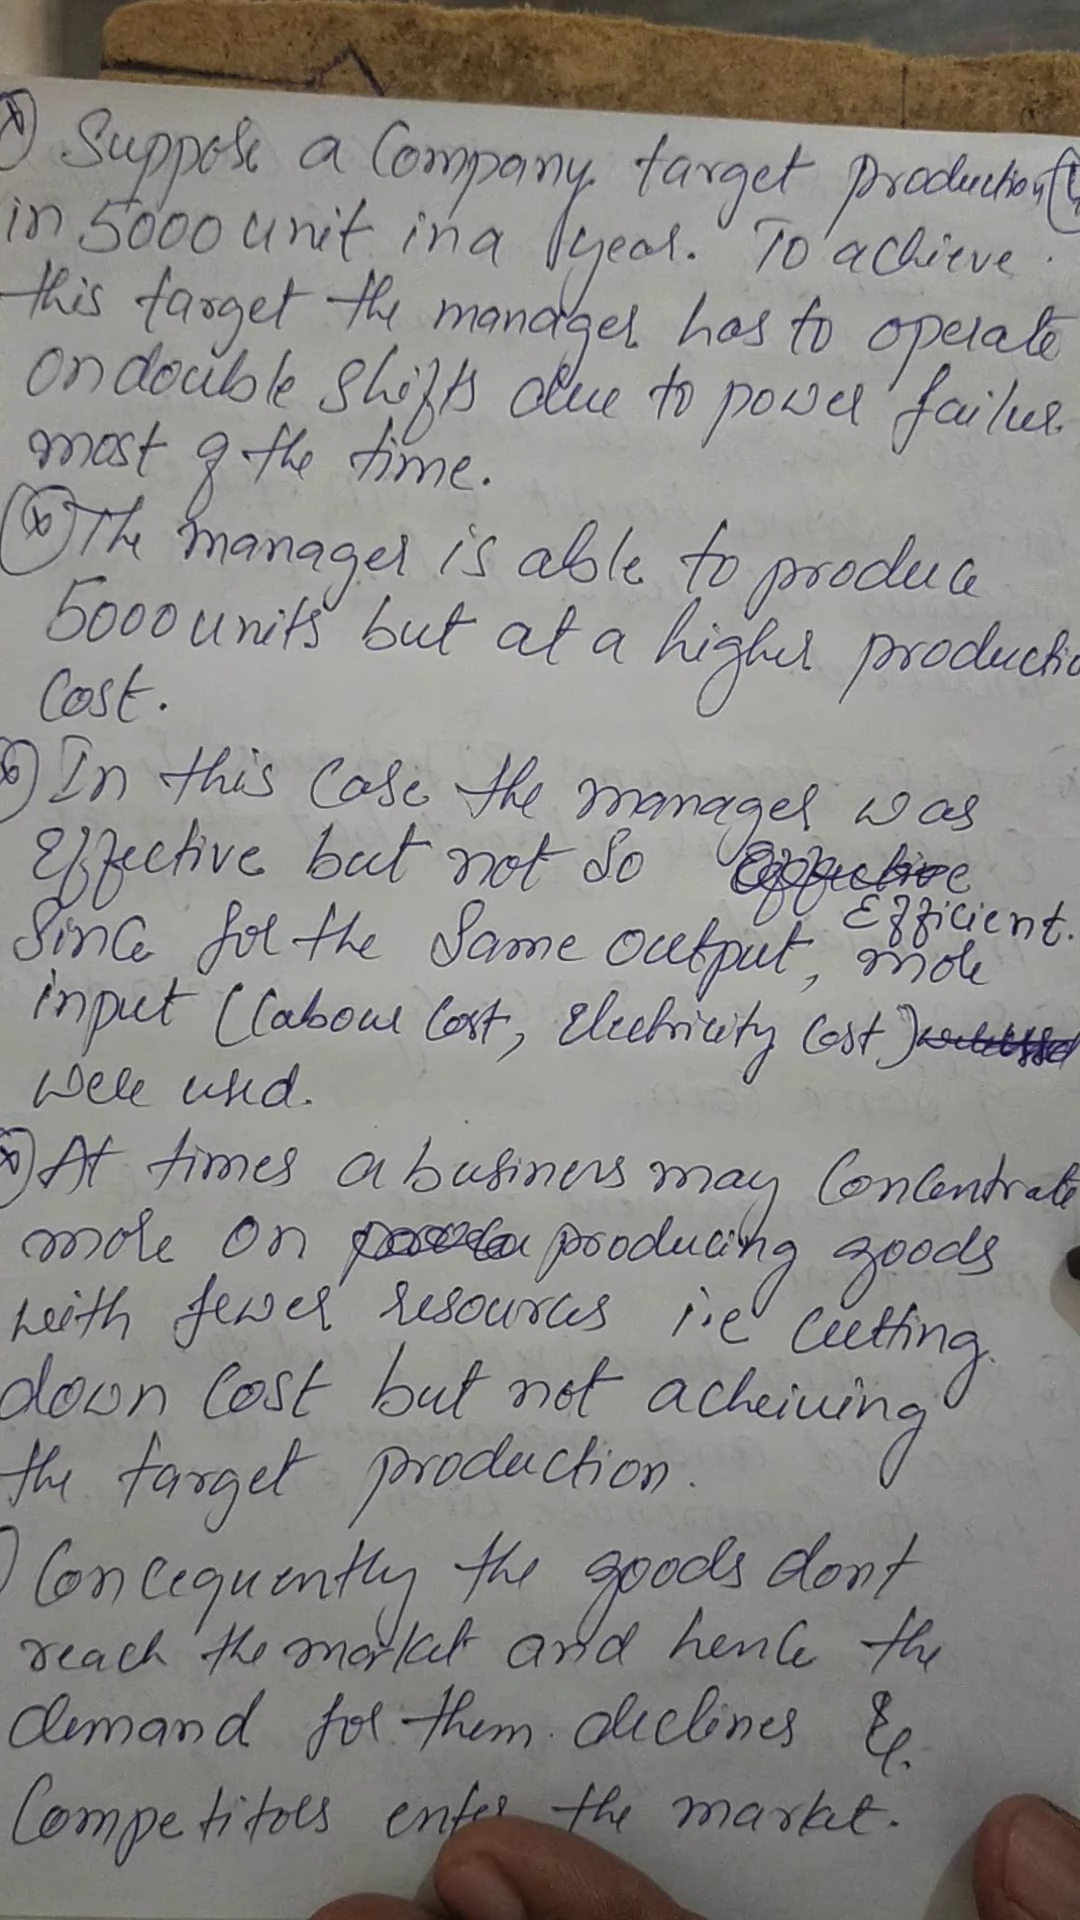 Suppose a Company target production
in 5000 unit in a year. To achieve
this target the manager has to operate
on double shifts due to power failure
most of the time.
The manager is able to produce
5000 units but at a higher productio
Cost.
In this Case the manager was
Effective but not so
Efficient.
Since for the Same output, more
input (labour Cost, Electricity Cost)
were used.
At times a business may Concentrate
more on producing goods
with fewer resources i.e cutting
down Cost but not acheiving
the target production.
Concequently the goods dont
reach the market and hence the
demand for them declines &
Competitors enter the market.